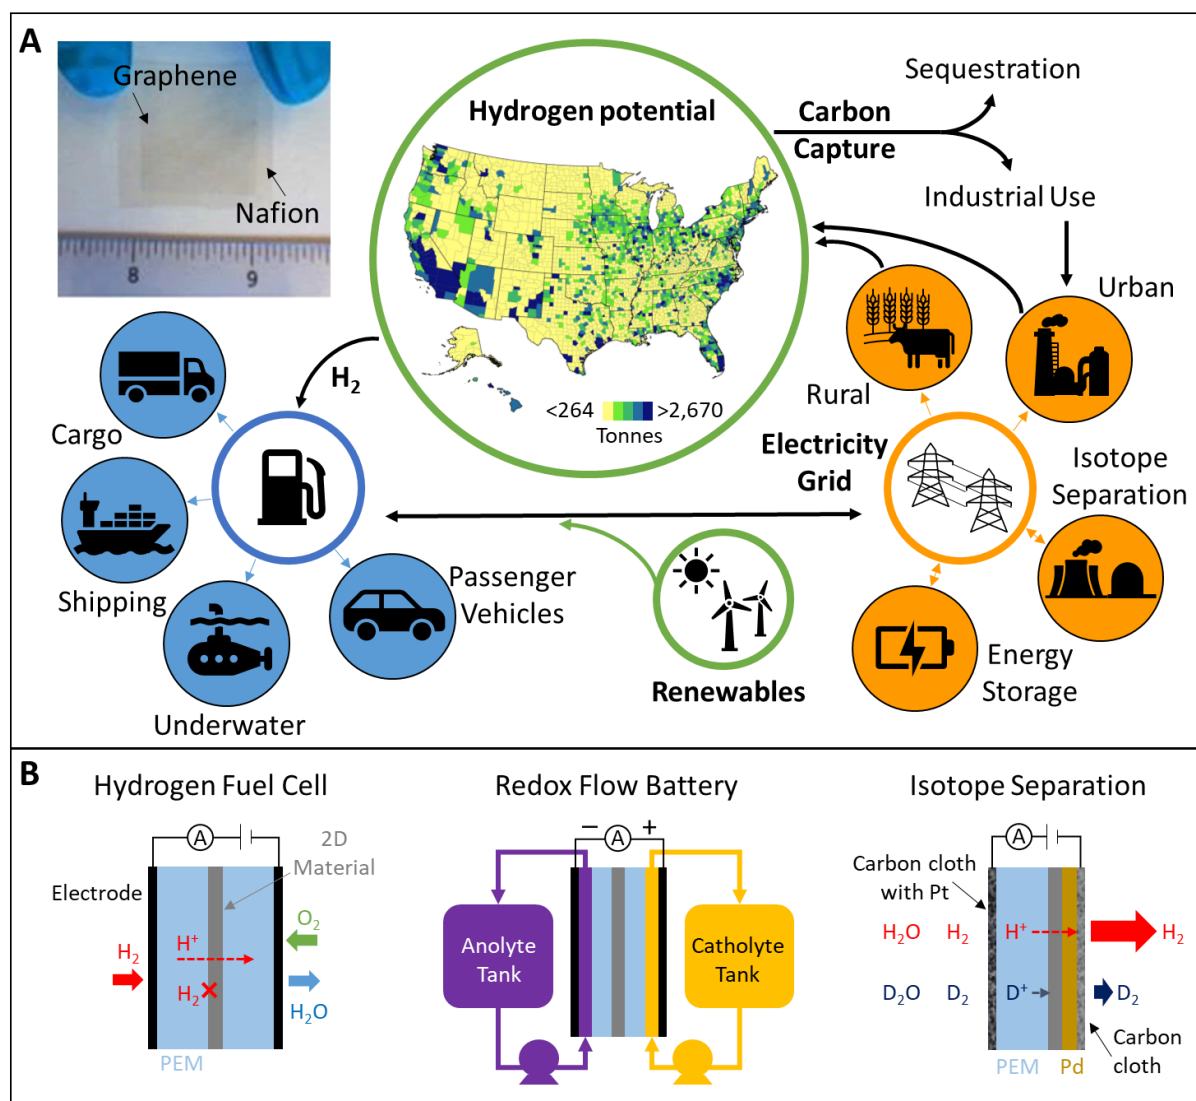 A
Graphene
Nafion
8
9
Hydrogen potential
<264
>2,670
Tonnes
Carbon
Capture
Sequestration
Industrial Use
Urban
Rural
Electricity
Grid
Isotope
Separation
Energy
Storage
H₂
Cargo
Shipping
Underwater
Passenger
Vehicles
Renewables
B
Hydrogen Fuel Cell
A
2D
Material
Electrode
O₂
H⁺
H₂
H₂
H₂O
PEM
Redox Flow Battery
− A +
Anolyte
Tank
Catholyte
Tank
Isotope Separation
A
Carbon cloth
with Pt
H₂O H₂ H⁺ H₂
D₂O D₂ D⁺ D₂
PEM Pd
Carbon
cloth